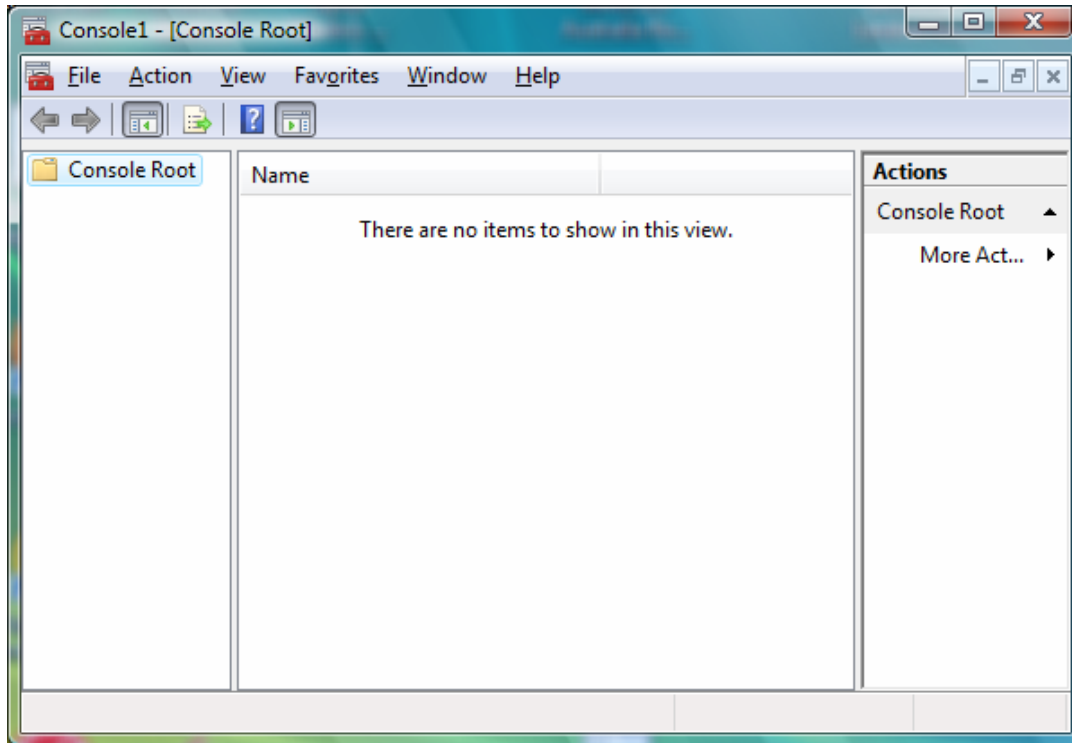 Console1 - [Console Root]
File Action View Favorites Window Help
Console Root
Name
There are no items to show in this view.
Actions
Console Root
More Act...